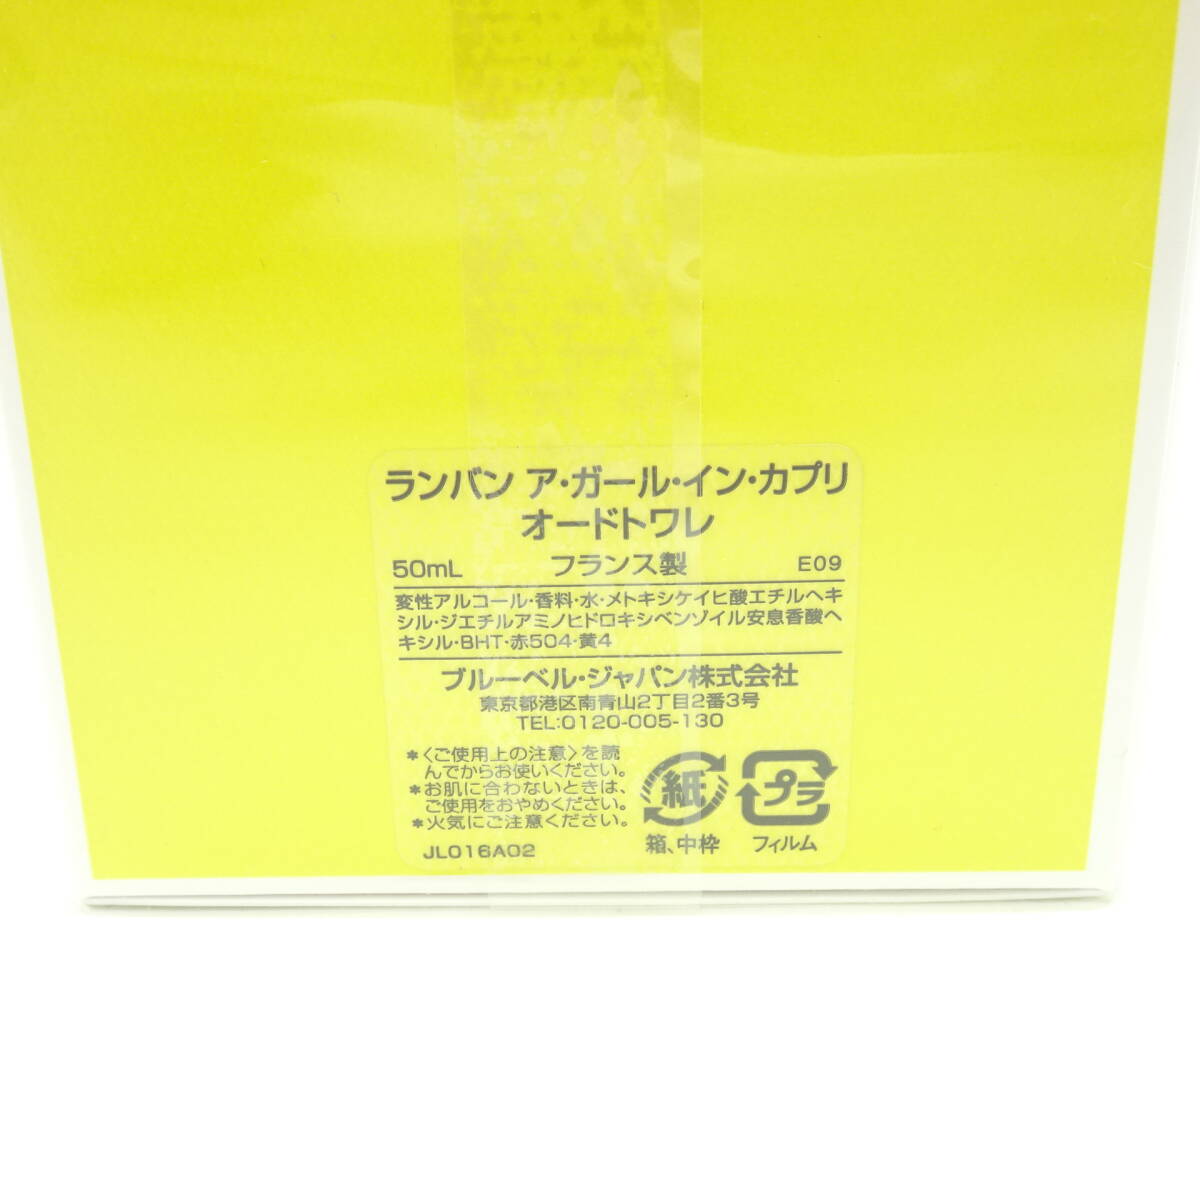 ランバン ア・ガール・イン・カプリ
オードトワレ
50mL フランス製 E09
変性アルコール・香料・水・メトキシケイヒ酸エチルヘキ
シル・ジエチルアミノヒドロキシベンゾイル安息香酸ヘ
キシル・BHT・赤504・黄4
ブルーベル・ジャパン株式会社
東京都港区南青山2丁目2番3号
TEL:0120-005-130
*〈ご使用上の注意〉を読
んでからお使いください。
*お肌に合わないときは、
ご使用をおやめください。
*火気にご注意ください。
JL016A02
紙
箱、中枠
プラ
フィルム